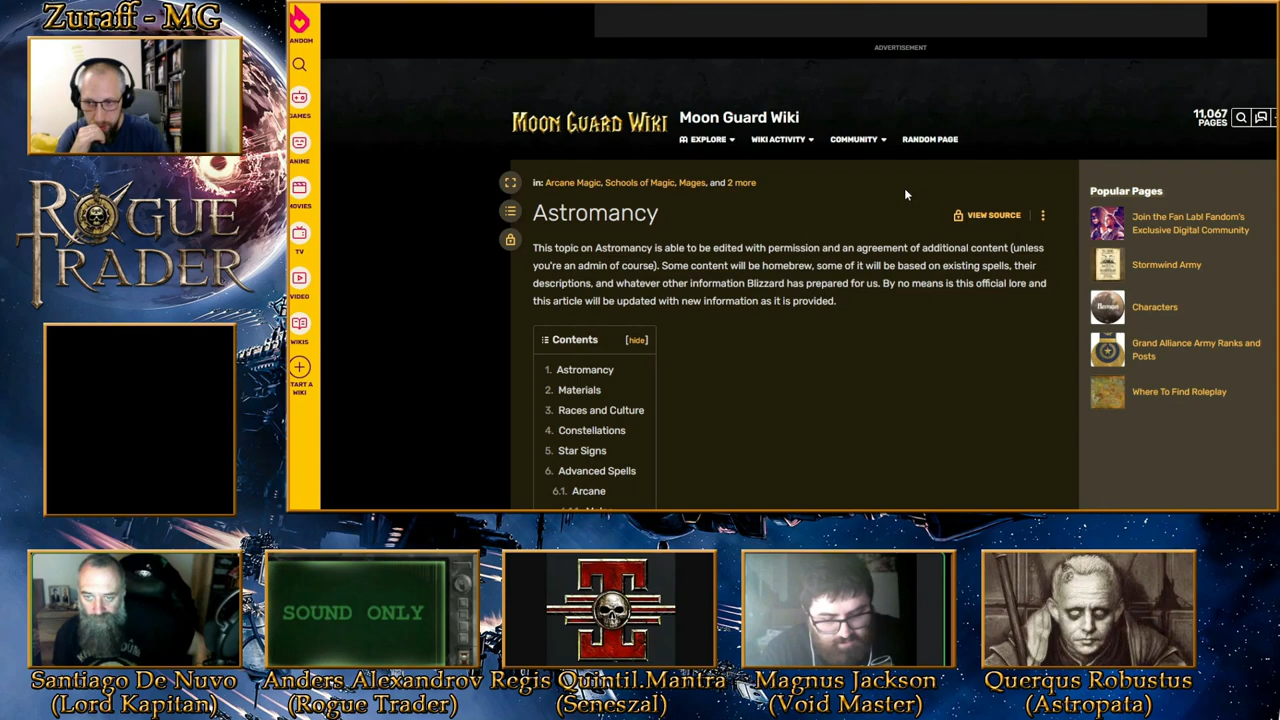 Zuraff - MG
ROGUE
TRADER
ANDOM
GAMES
ANIME
MOVIES
TV
VIDEO
WIKIS
TART A
WIKI
ADVERTISEMENT
MOON GUARD WIKI
Moon Guard Wiki
EXPLORE
WIKI ACTIVITY
COMMUNITY
RANDOM PAGE
11,067
PAGES
in: Arcane Magic, Schools of Magic, Mages, and 2 more
Astromancy
VIEW SOURCE
This topic on Astromancy is able to be edited with permission and an agreement of additional content (unless
you're an admin of course). Some content will be homebrew, some of it will be based on existing spells, their
descriptions, and whatever other information Blizzard has prepared for us. By no means is this official lore and
this article will be updated with new information as it is provided.
Contents [hide]
1. Astromancy
2. Materials
3. Races and Culture
4. Constellations
5. Star Signs
6. Advanced Spells
6.1. Arcane
Popular Pages
Join the Fan Lab! Fandom's
Exclusive Digital Community
Stormwind Army
Characters
Grand Alliance Army Ranks and
Posts
Where To Find Roleplay
SOUND ONLY
Santiago De Nuvo
(Lord Kapitan)
Anders Alexandrov
(Rogue Trader)
Regis Quintil.Mantra
(Seneszal)
Magnus Jackson
(Void Master)
Querqus Robustus
(Astropata)